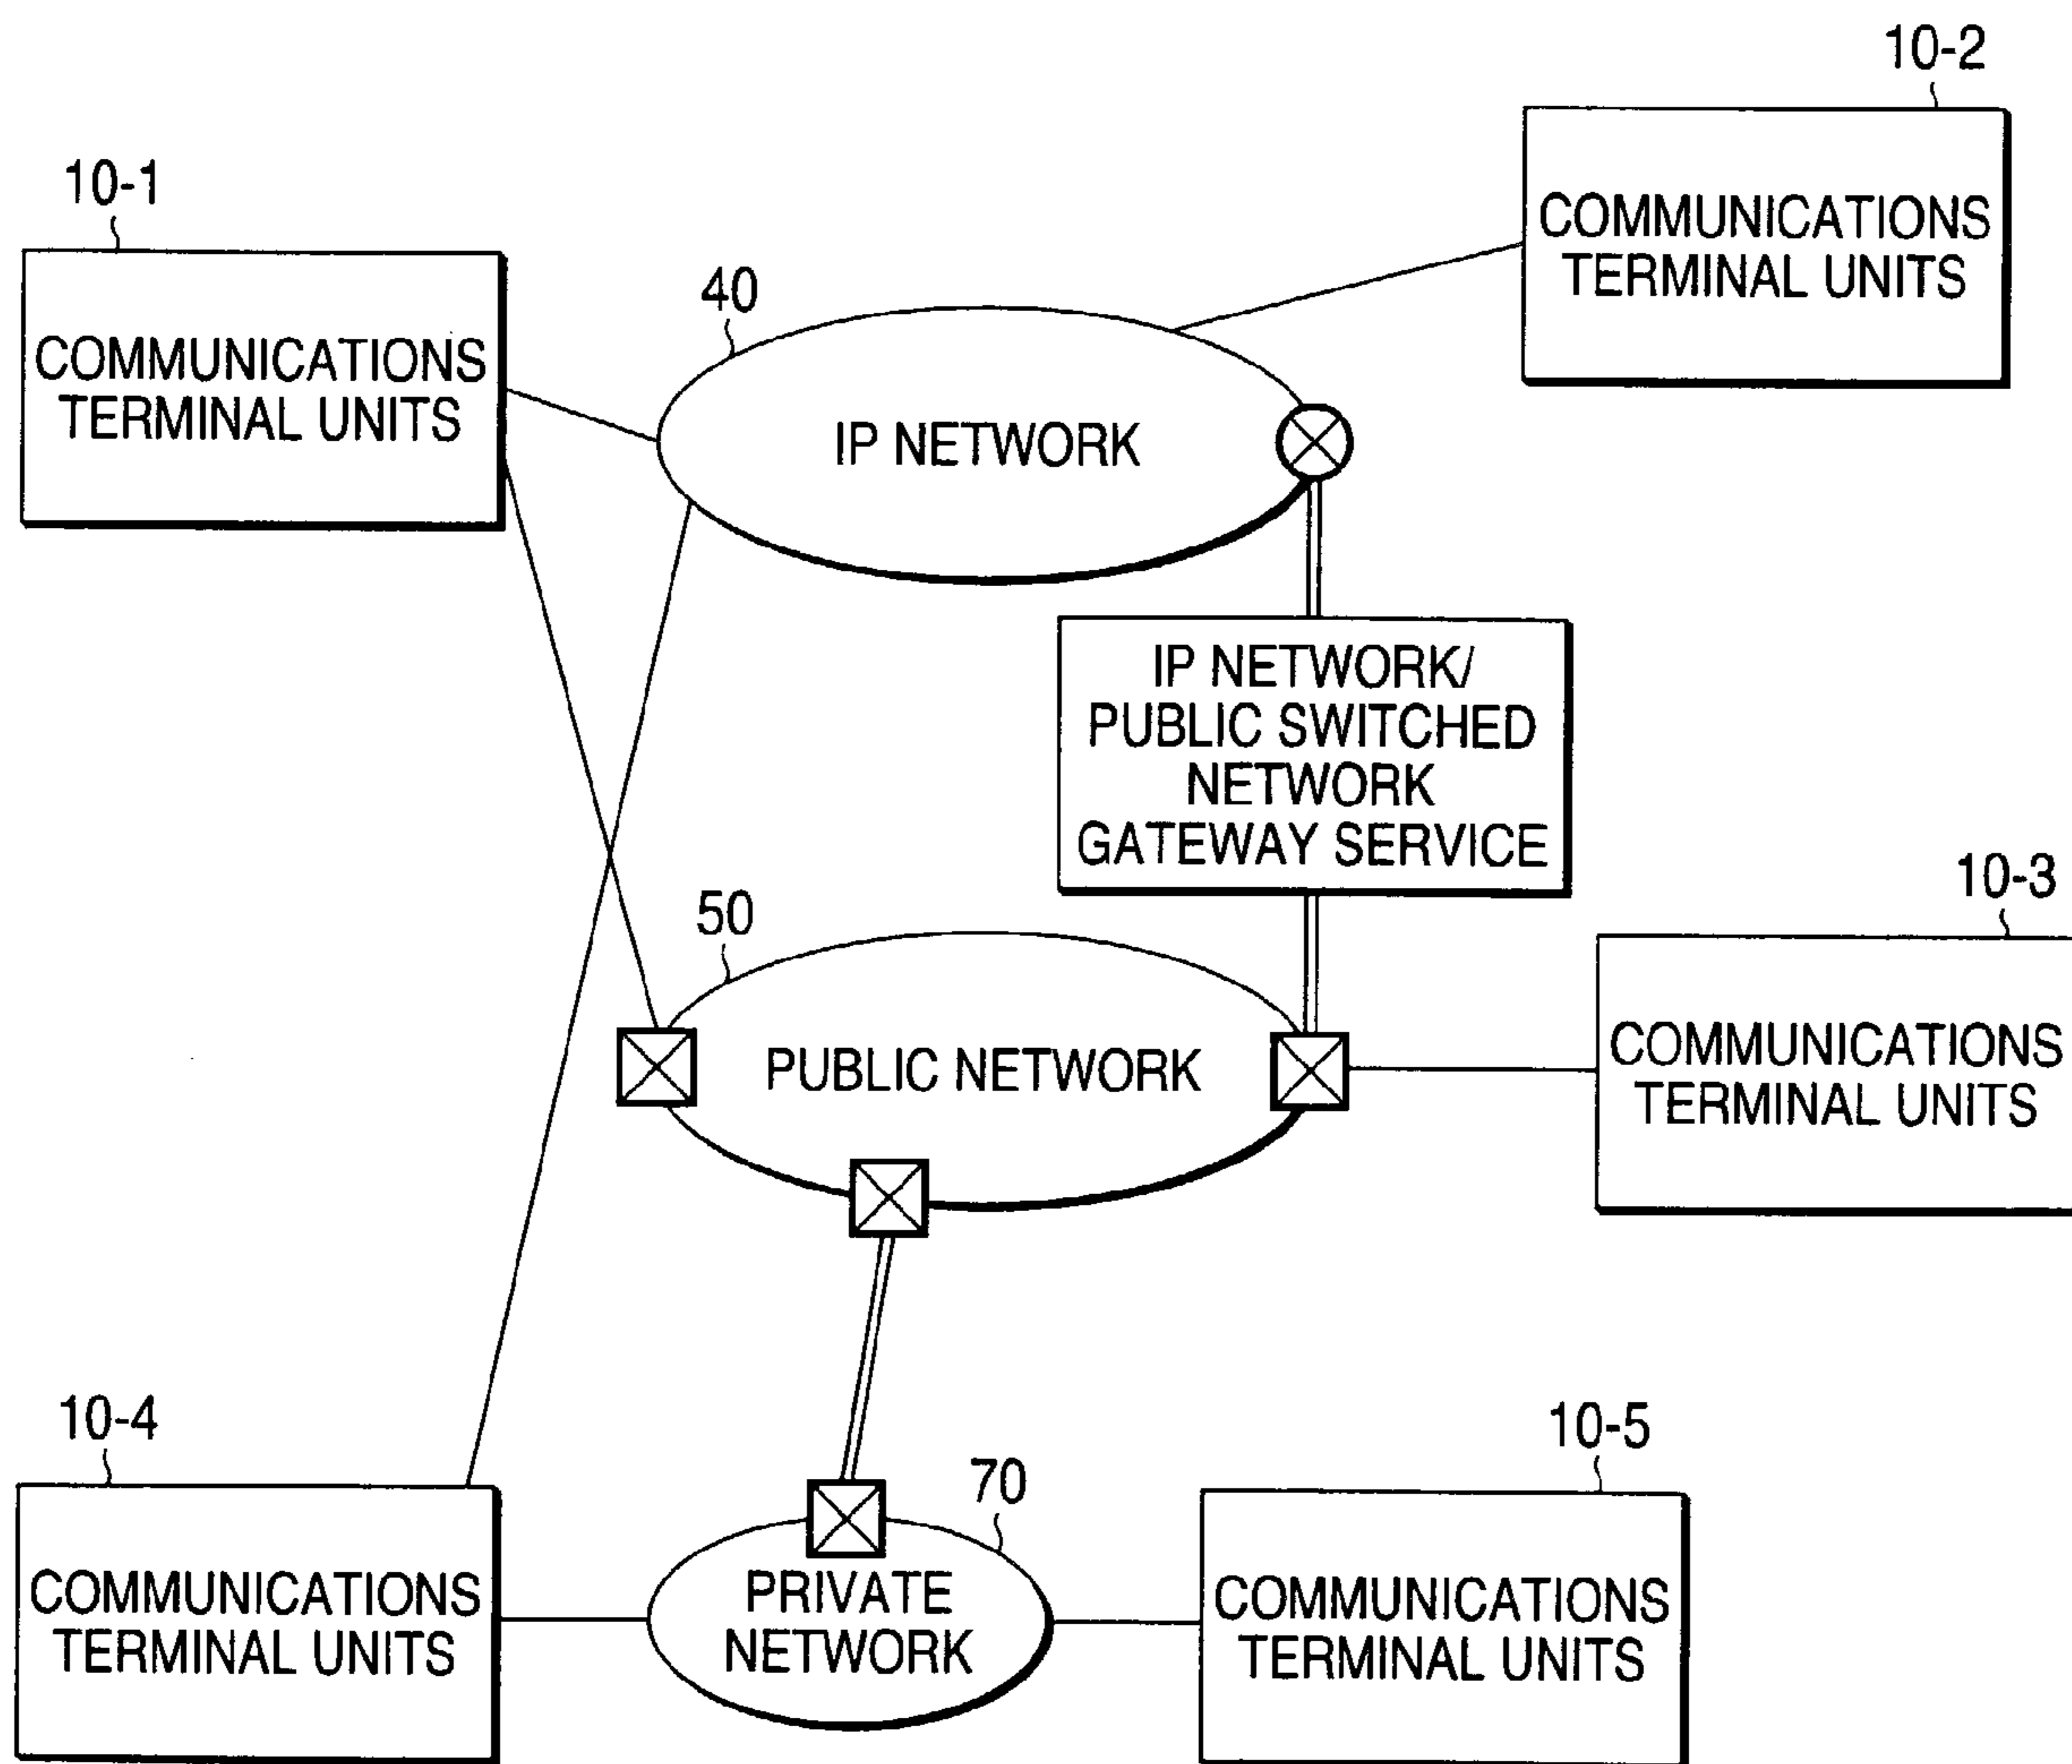 10-2
COMMUNICATIONS
TERMINAL UNITS
10-1
COMMUNICATIONS
TERMINAL UNITS
40
IP NETWORK
IP NETWORK/
PUBLIC SWITCHED
NETWORK
GATEWAY SERVICE
50
PUBLIC NETWORK
10-3
COMMUNICATIONS
TERMINAL UNITS
10-4
COMMUNICATIONS
TERMINAL UNITS
70
PRIVATE
NETWORK
10-5
COMMUNICATIONS
TERMINAL UNITS